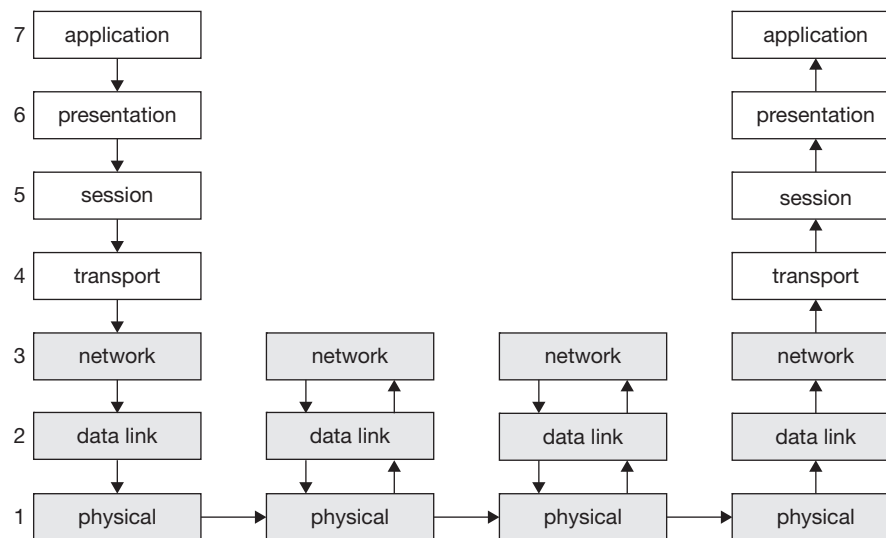 7 application application
6 presentation presentation
5 session session
4 transport transport
3 network network network network
2 data link data link data link data link
1 physical physical physical physical